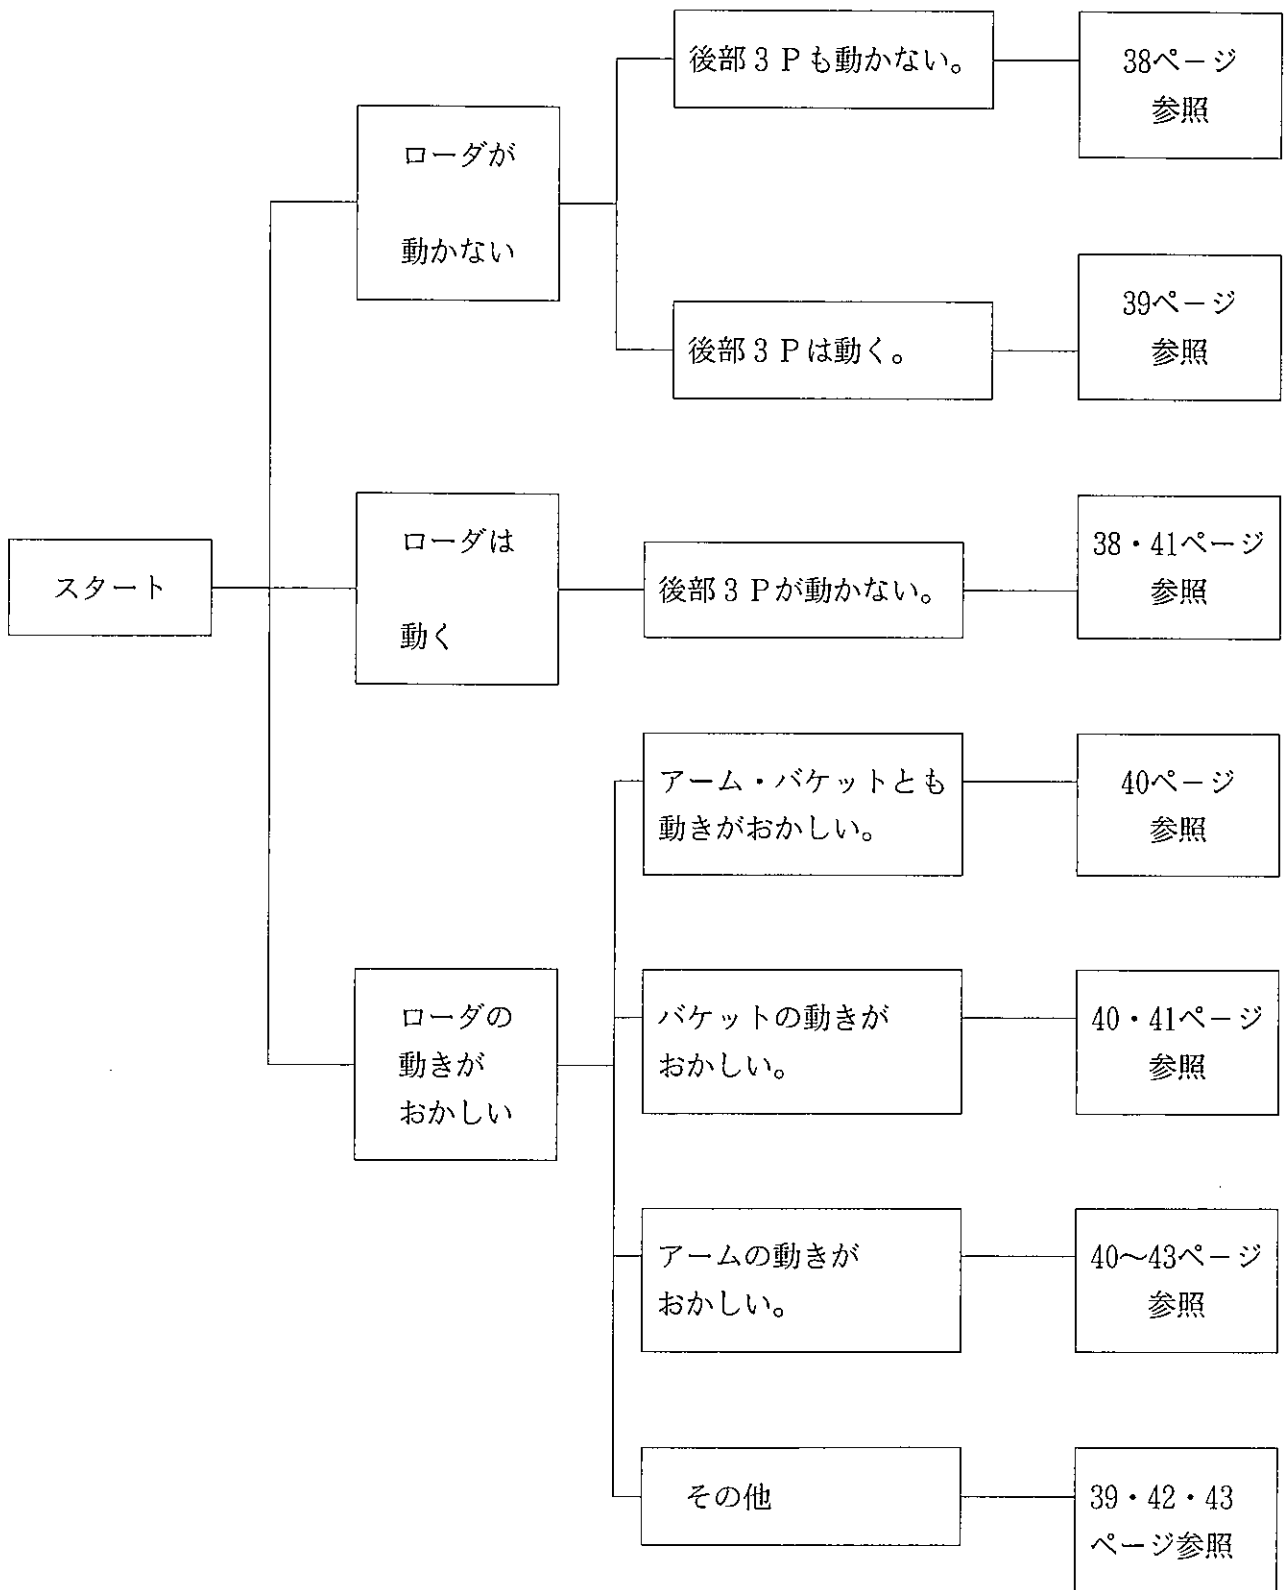 スタート
ローダが
動かない
後部3Pも動かない。
38ページ
参照
後部3Pは動く。
39ページ
参照
ローダは
動く
後部3Pが動かない。
38・41ページ
参照
ローダの
動きが
おかしい
アーム・バケットとも
動きがおかしい。
40ページ
参照
バケットの動きが
おかしい。
40・41ページ
参照
アームの動きが
おかしい。
40～43ページ
参照
その他
39・42・43
ページ参照